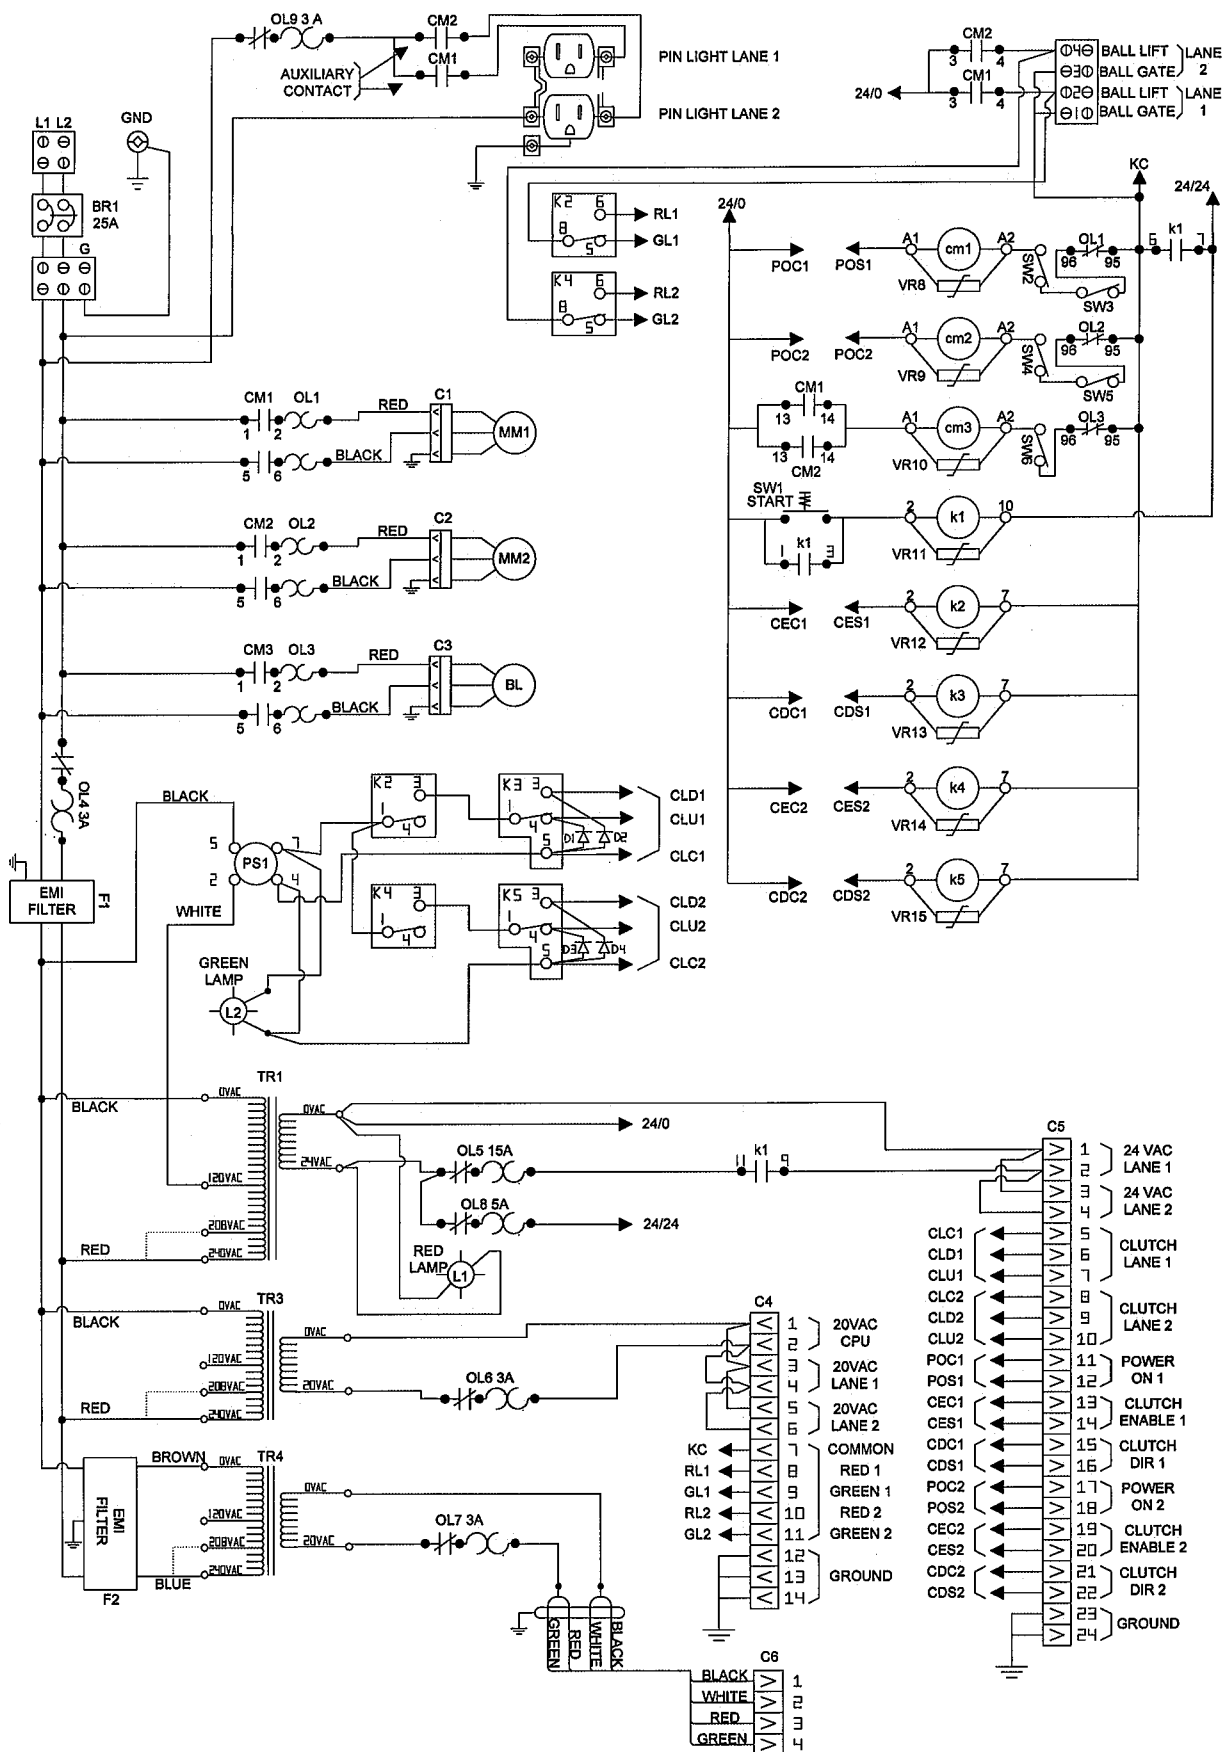 OL9 3 A
CM2
CM1
AUXILIARY
CONTACT
PIN LIGHT LANE 1
PIN LIGHT LANE 2
CM2
3 4
CM1
3 4
24/0
4
3
2
1
BALL LIFT
BALL GATE
BALL LIFT
BALL GATE
LANE
2
LANE
1
L1 L2
GND
BR1
25A
G
K2 6
8
5
RL1
GL1
K4 6
8
5
RL2
GL2
24/0
KC
24/24
POC1
POS1
A1 cm1 A2
VR8
SW2
OL1
96 95
SW3
6 k1 7
POC2
POC2
A1 cm2 A2
VR9
SW4
OL2
96 95
SW5
CM1
13 14
13 14
CM2
A1 cm3 A2
VR10
SW6
OL3
96 95
SW1
START
1 k1 3
2 k1 10
VR11
CEC1
CES1
2 k2 7
VR12
CDC1
CDS1
2 k3 7
VR13
CEC2
CES2
2 k4 7
VR14
CDC2
CDS2
2 k5 7
VR15
CM1 OL1
1 2
RED
C1
MM1
5 6
BLACK
CM2 OL2
1 2
RED
C2
MM2
5 6
BLACK
CM3 OL3
1 2
RED
C3
BL
5 6
BLACK
OL4 3A
BLACK
5 7
PS1
2 4
WHITE
EMI
FILTER
F1
K2 3
1
4
K3 3
1
4
5
D1 D2
CLD1
CLU1
CLC1
K4 3
1
4
K5 3
1
4
5
D3 D4
CLD2
CLU2
CLC2
GREEN
LAMP
L2
TR1
0VAC
BLACK
120VAC
208VAC
RED
240VAC
0VAC
24VAC
24/0
OL5 15A
11 k1 9
OL8 5A
24/24
RED
LAMP
L1
TR3
0VAC
BLACK
120VAC
208VAC
RED
240VAC
0VAC
20VAC
OL6 3A
TR4
BROWN
0VAC
120VAC
208VAC
240VAC
BLUE
EMI
FILTER
F2
0VAC
20VAC
OL7 3A
GREEN
RED
WHITE
BLACK
C4
1
2
20VAC
CPU
3
4
20VAC
LANE 1
5
6
20VAC
LANE 2
KC 7 COMMON
RL1 8 RED 1
GL1 9 GREEN 1
RL2 10 RED 2
GL2 11 GREEN 2
12
13
14
GROUND
C6
BLACK 1
WHITE 2
RED 3
GREEN 4
C5
1
2
24 VAC
LANE 1
3
4
24 VAC
LANE 2
CLC1 5
CLD1 6
CLU1 7
CLUTCH
LANE 1
CLC2 8
CLD2 9
CLU2 10
CLUTCH
LANE 2
POC1 11
POS1 12
POWER
ON 1
CEC1 13
CES1 14
CLUTCH
ENABLE 1
CDC1 15
CDS1 16
CLUTCH
DIR 1
POC2 17
POS2 18
POWER
ON 2
CEC2 19
CES2 20
CLUTCH
ENABLE 2
CDC2 21
CDS2 22
CLUTCH
DIR 2
23
24
GROUND